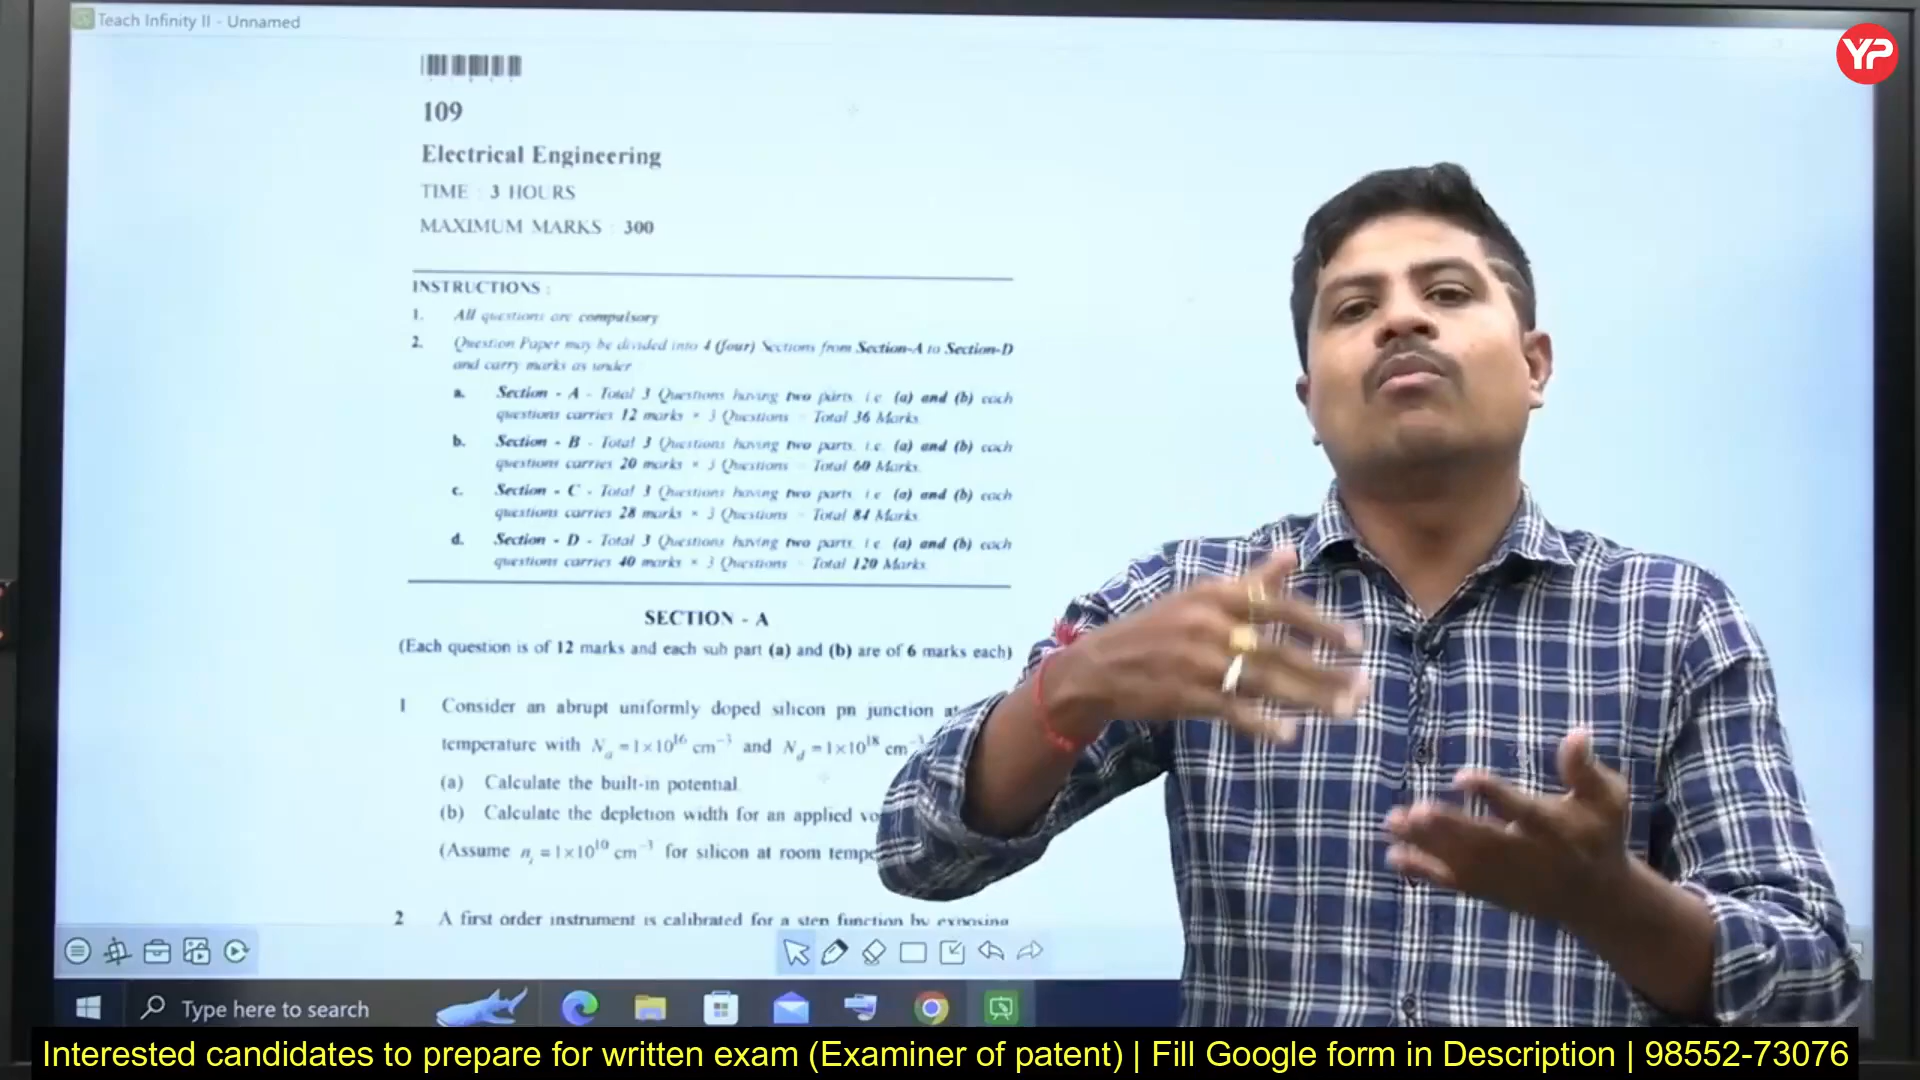 Teach Infinity II - Unnamed
YP
109
Electrical Engineering
TIME : 3 HOURS
MAXIMUM MARKS : 300
INSTRUCTIONS :
1. All questions are compulsory
2. Question Paper may be divided into 4 (four) Sections from Section-A to Section-D
and carry marks as under
a. Section - A - Total 3 Questions having two parts i.e. (a) and (b) each
questions carries 12 marks × 3 Questions = Total 36 Marks
b. Section - B - Total 3 Questions having two parts, i.e. (a) and (b) each
questions carries 20 marks × 3 Questions = Total 60 Marks.
c. Section - C - Total 3 Questions having two parts i.e. (a) and (b) each
questions carries 28 marks × 3 Questions = Total 84 Marks
d. Section - D - Total 3 Questions having two parts. i.e. (a) and (b) each
questions carries 40 marks × 3 Questions = Total 120 Marks
SECTION - A
(Each question is of 12 marks and each sub part (a) and (b) are of 6 marks each)
1 Consider an abrupt uniformly doped silicon pn junction
temperature with Nₐ = 1×10¹⁶ cm⁻³ and N_d = 1×10¹⁸ cm⁻³
(a) Calculate the built-in potential.
(b) Calculate the depletion width for an applied
(Assume nᵢ = 1×10¹⁰ cm⁻³ for silicon at room
2 A first order instrument is calibrated for a step function by exposing
Type here to search
Interested candidates to prepare for written exam (Examiner of patent) | Fill Google form in Description | 98552-73076